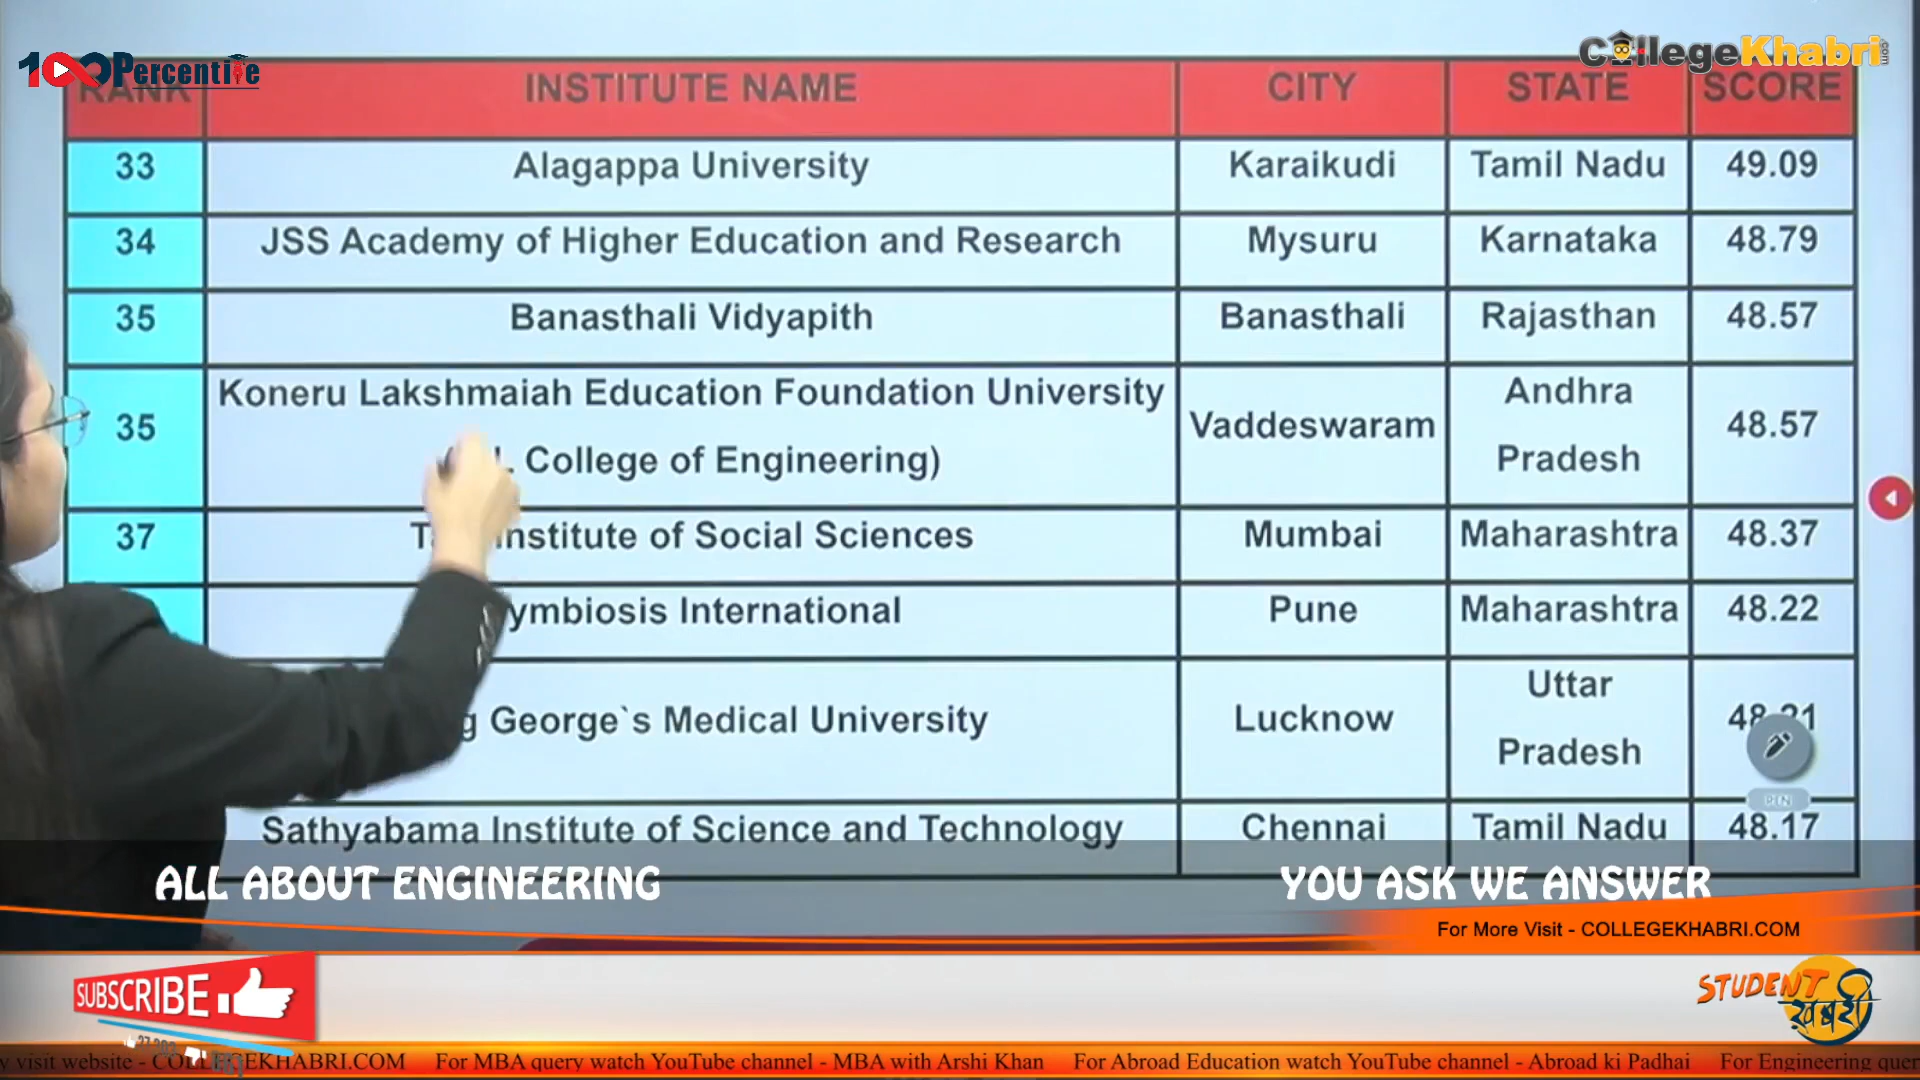 100Percentile
CollegeKhabri.com
RANK INSTITUTE NAME CITY STATE SCORE
33 Alagappa University Karaikudi Tamil Nadu 49.09
34 JSS Academy of Higher Education and Research Mysuru Karnataka 48.79
35 Banasthali Vidyapith Banasthali Rajasthan 48.57
35 Koneru Lakshmaiah Education Foundation University Vaddeswaram Andhra 48.57
College of Engineering) Pradesh
37 Institute of Social Sciences Mumbai Maharashtra 48.37
ymbiosis International Pune Maharashtra 48.22
g George`s Medical University Lucknow Uttar
Pradesh
Sathyabama Institute of Science and Technology Chennai Tamil Nadu 48.17
ALL ABOUT ENGINEERING YOU ASK WE ANSWER
For More Visit - COLLEGEKHABRI.COM
SUBSCRIBE
STUDENT
खबरी
y visit website - For MBA query watch YouTube channel - MBA with Arshi Khan For Abroad Education watch YouTube channel - Abroad ki Padhai For Engineering quer